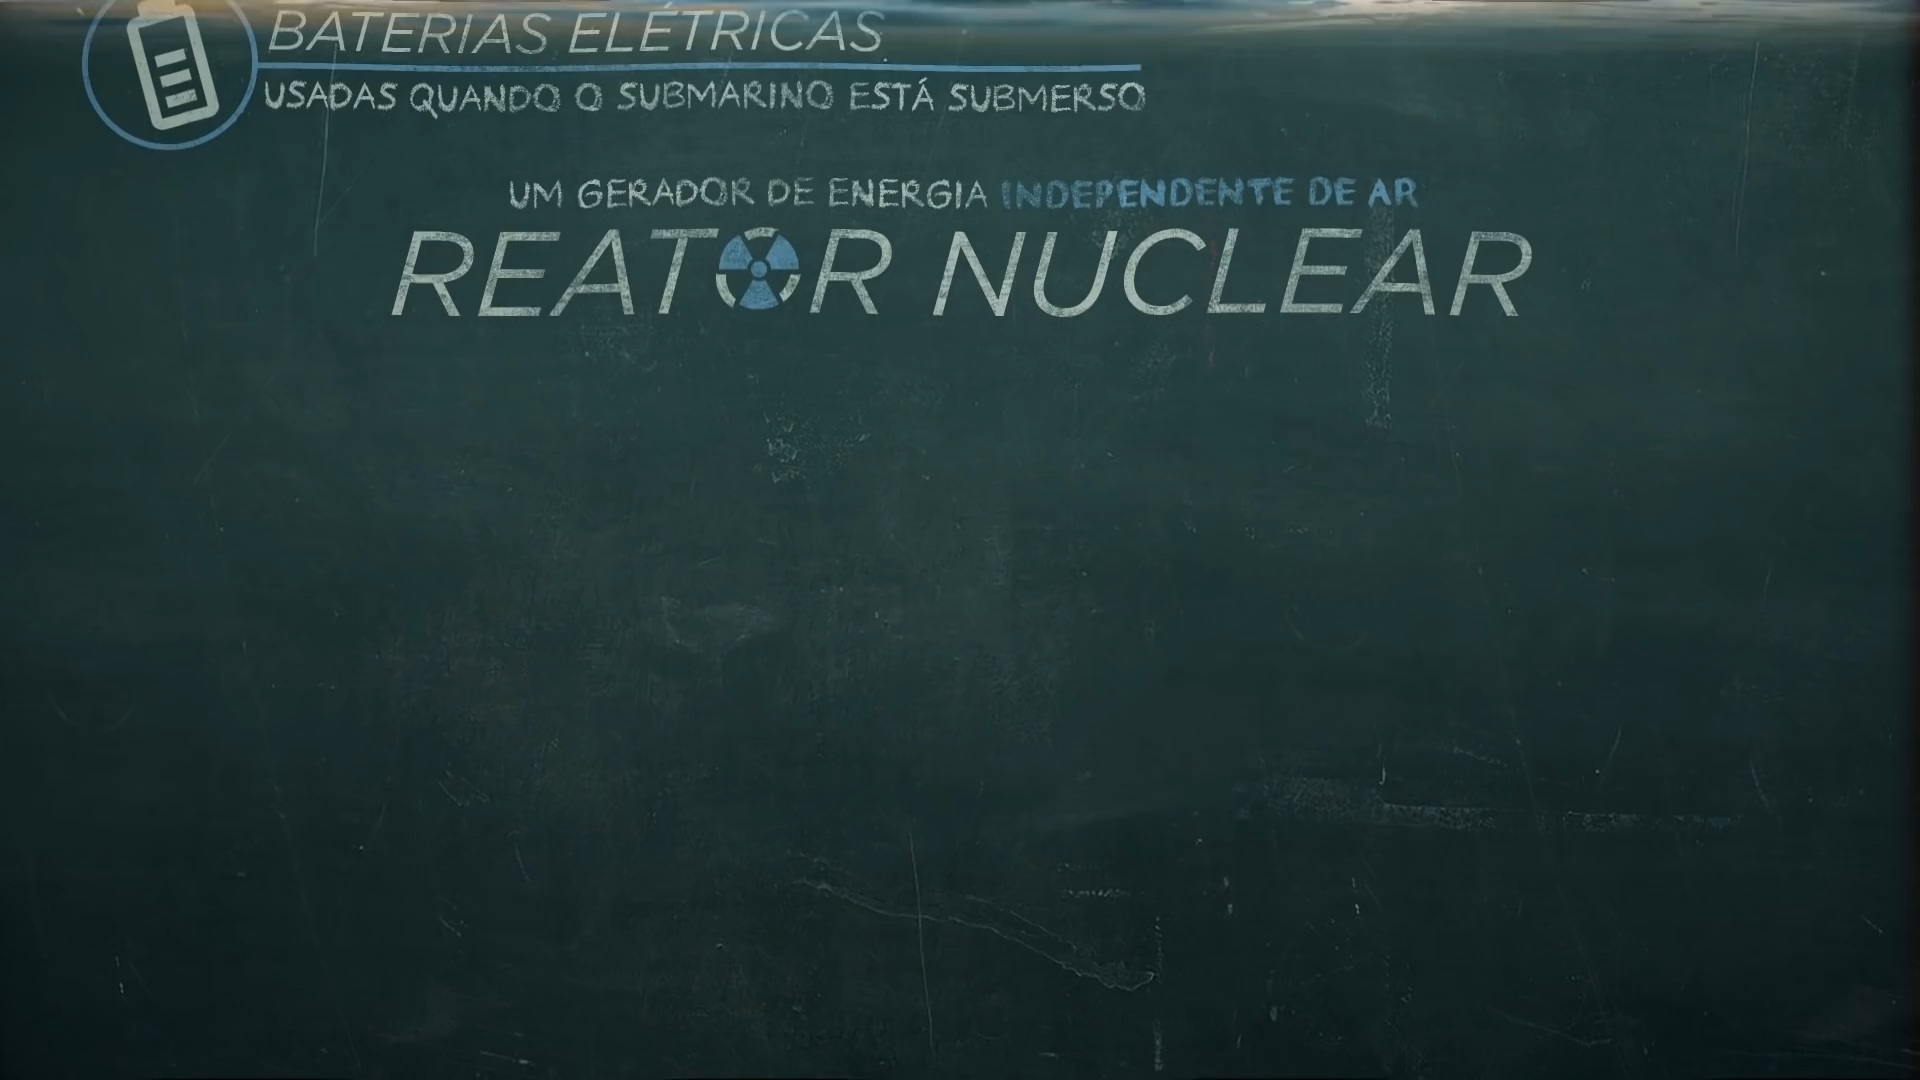 BATERIAS ELÉTRICAS
USADAS QUANDO O SUBMARINO ESTÁ SUBMERSO
UM GERADOR DE ENERGIA INDEPENDENTE DE AR
REATOR NUCLEAR